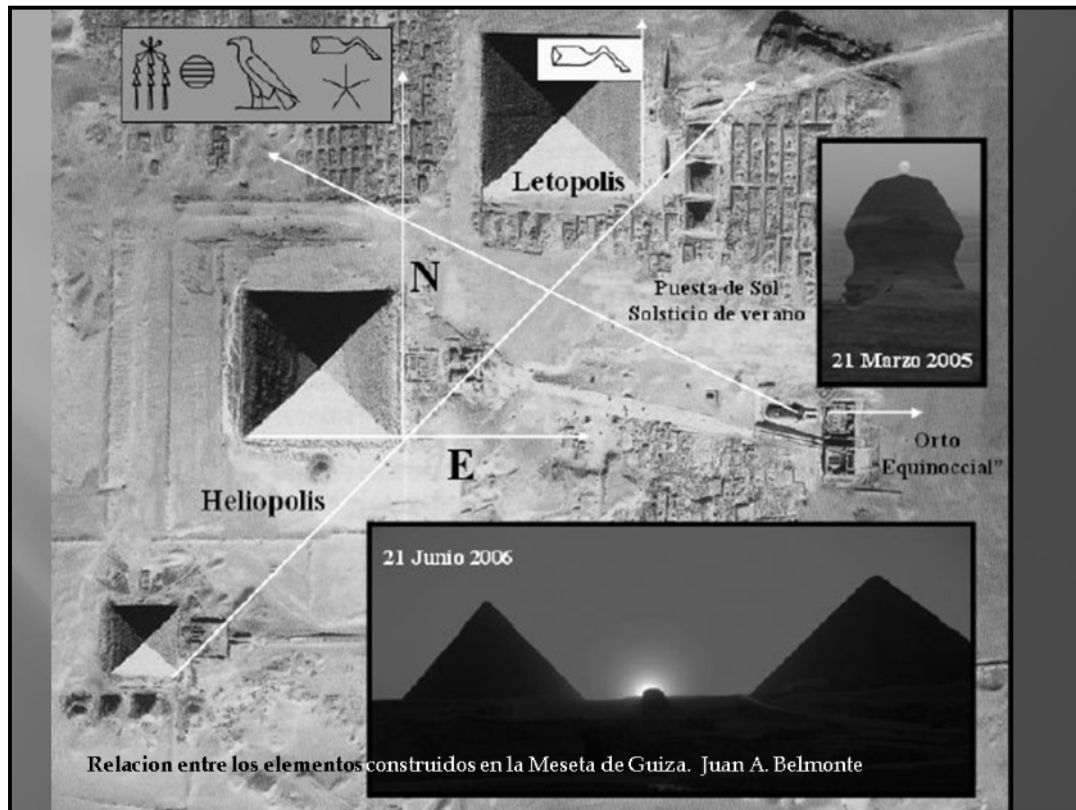 Letopolis
N
Puesta de Sol
Solsticio de verano
21 Marzo 2005
Orto
"Equinoccial"
E
Heliopolis
21 Junio 2006
Relacion entre los elementos construidos en la Meseta de Guiza. Juan A. Belmonte